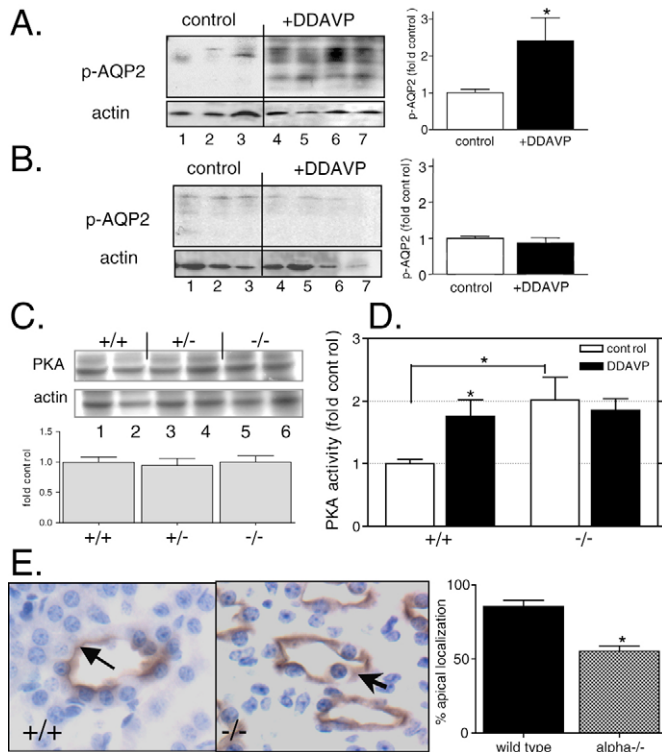 A.
control
+DDAVP
p-AQP2
actin
1 2 3 4 5 6 7
p-AQP2 (fold control)
3
2
1
0
*
control
+DDAVP
B.
control
+DDAVP
p-AQP2
actin
1 2 3 4 5 6 7
p-AQP2 (fold control)
3
2
1
0
control
+DDAVP
C.
+/+ +/- -/-
PKA
actin
1 2 3 4 5 6
fold control
1.5
1.0
0.5
0.0
+/+ +/- -/-
D.
PKA activity (fold control)
3
2
1
0
*
*
control
DDAVP
+/+ -/-
E.
+/+
-/-
% apical localization
100
50
0
*
wild type
alpha-/-